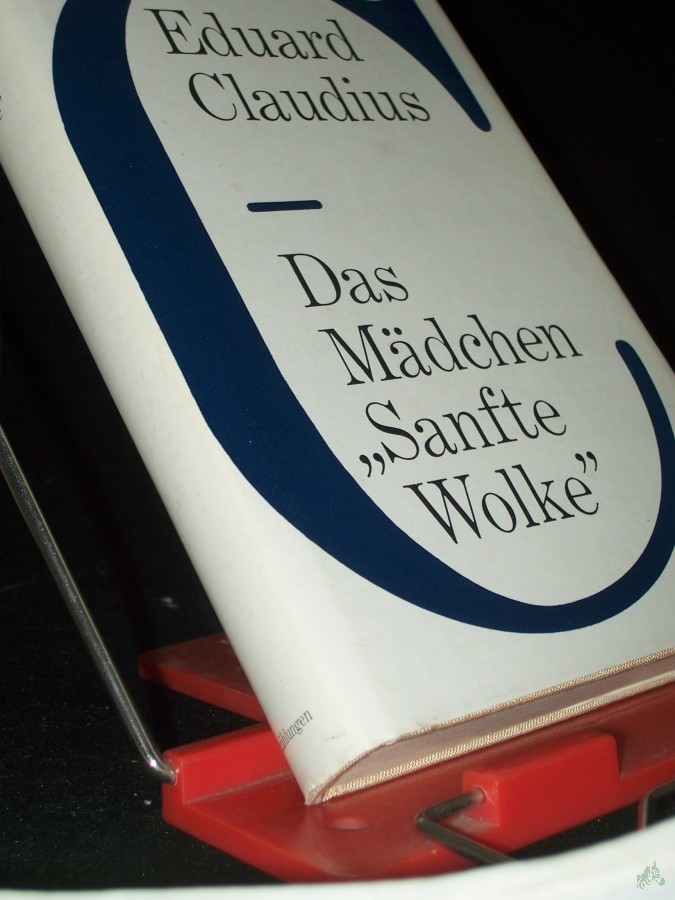 Eduard
Claudius
Das
Mädchen
„Sanfte
Wolke”